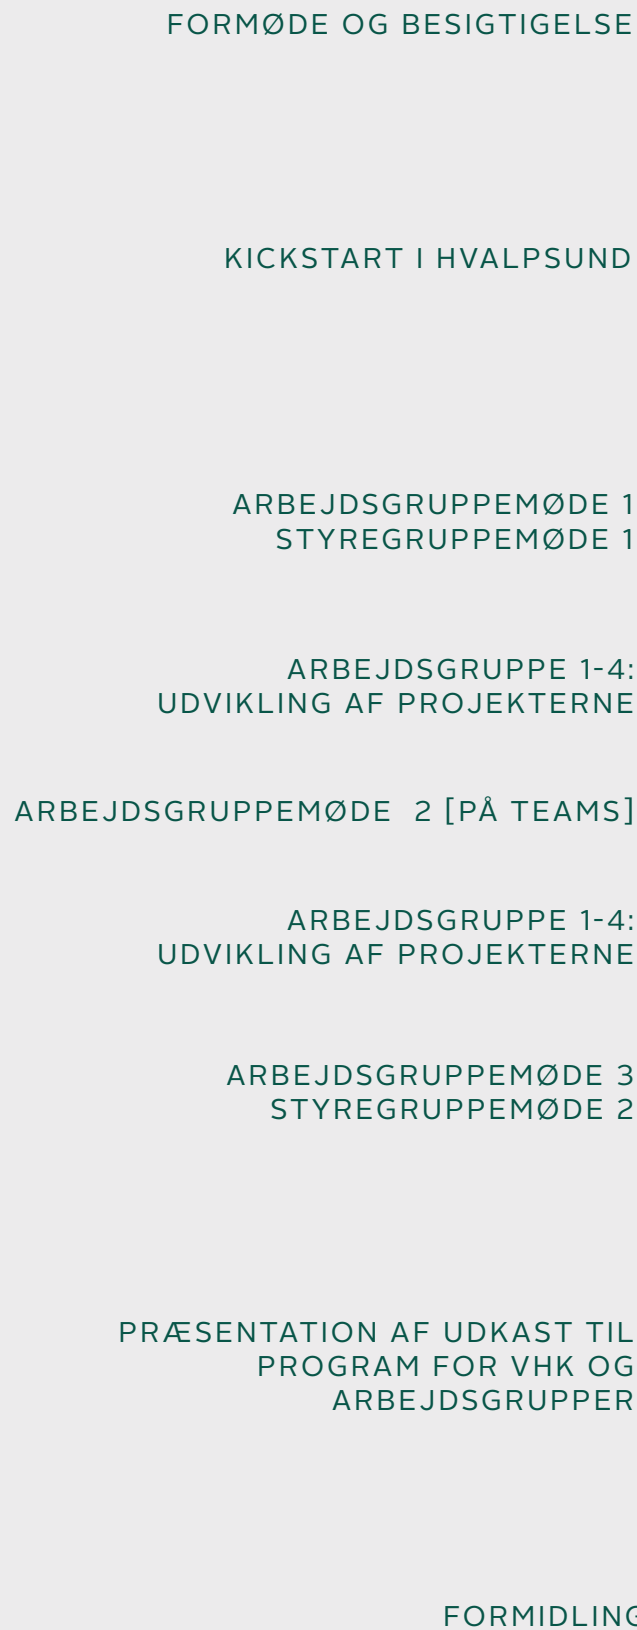 FORMØDE OG BESIGTIGELSE
KICKSTART I HVALPSUND
ARBEJDSGRUPPEMØDE 1
STYREGRUPPEMØDE 1
ARBEJDSGRUPPE 1-4:
UDVIKLING AF PROJEKTERNE
ARBEJDSGRUPPEMØDE 2 [PÅ TEAMS]
ARBEJDSGRUPPE 1-4:
UDVIKLING AF PROJEKTERNE
ARBEJDSGRUPPEMØDE 3
STYREGRUPPEMØDE 2
PRÆSENTATION AF UDKAST TIL
PROGRAM FOR VHK OG
ARBEJDSGRUPPER
FORMIDLING